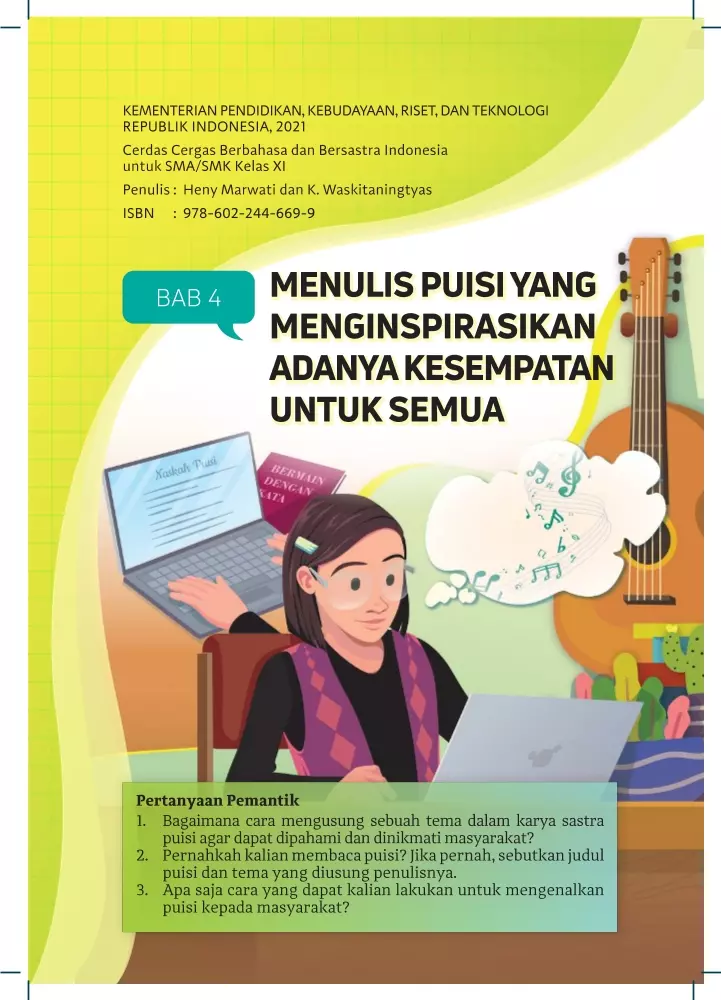 KEMENTERIAN PENDIDIKAN, KEBUDAYAAN, RISET, DAN TEKNOLOGI
REPUBLIK INDONESIA, 2021
Cerdas Cergas Berbahasa dan Bersastra Indonesia
untuk SMA/SMK Kelas XI
Penulis : Heny Marwati dan K. Waskitaningtyas
ISBN : 978-602-244-669-9
BAB 4
MENULIS PUISI YANG
MENGINSPIRASIKAN
ADANYA KESEMPATAN
UNTUK SEMUA
Naskah Puisi
BERMAIN
DENGAN
KATA
Pertanyaan Pemantik
1. Bagaimana cara mengusung sebuah tema dalam karya sastra
puisi agar dapat dipahami dan dinikmati masyarakat?
2. Pernahkah kalian membaca puisi? Jika pernah, sebutkan judul
puisi dan tema yang diusung penulisnya.
3. Apa saja cara yang dapat kalian lakukan untuk mengenalkan
puisi kepada masyarakat?